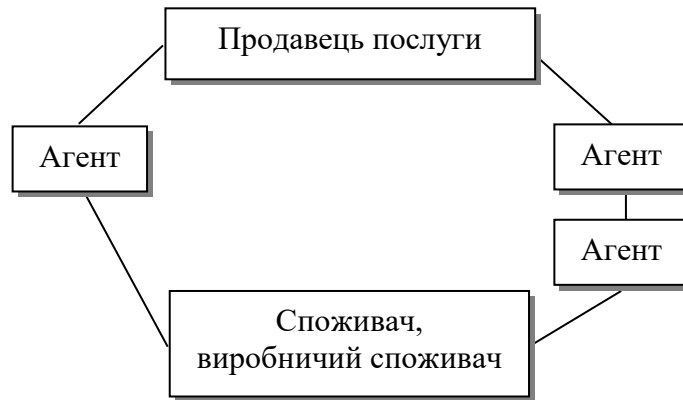 Продавець послуги
Агент
Агент
Агент
Споживач,
виробничий споживач